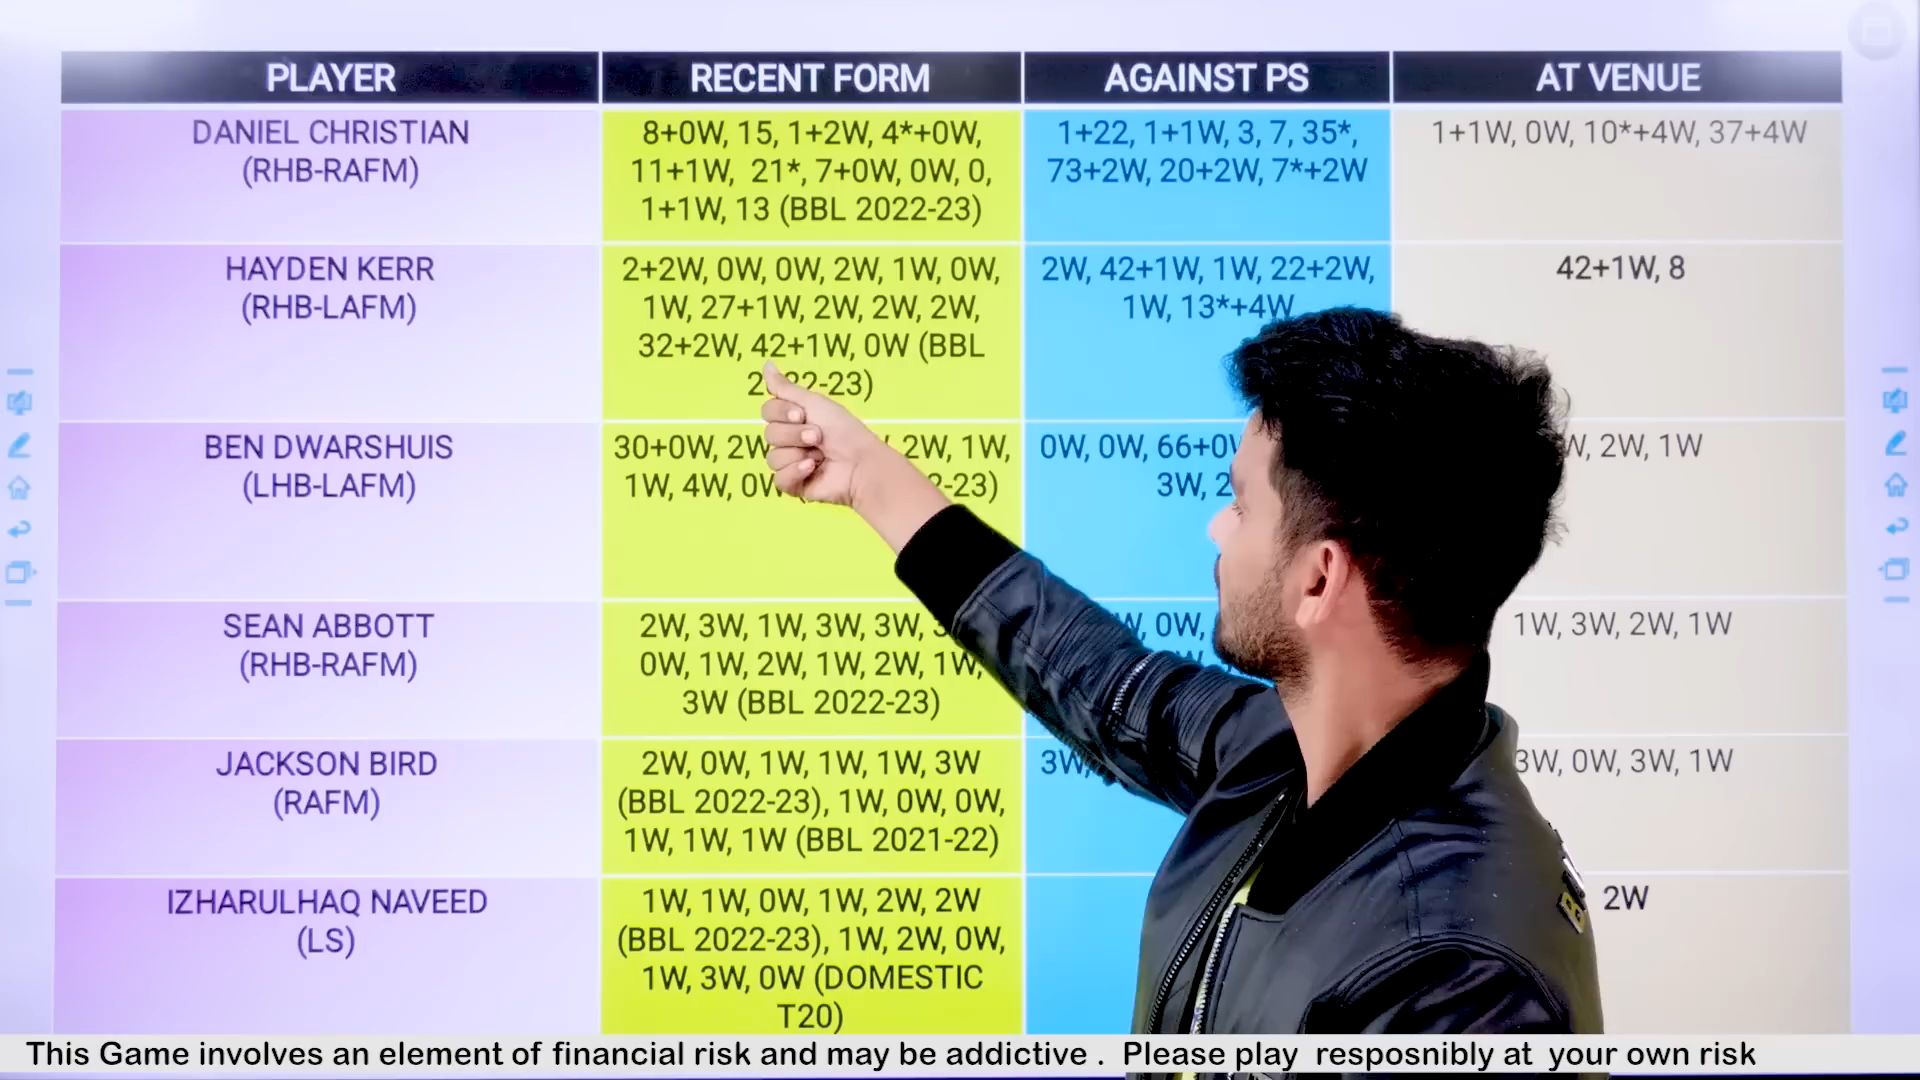 PLAYER RECENT FORM AGAINST PS AT VENUE
DANIEL CHRISTIAN
(RHB-RAFM)
8+0W, 15, 1+2W, 4*+0W,
11+1W, 21*, 7+0W, 0W, 0,
1+1W, 13 (BBL 2022-23)
1+22, 1+1W, 3, 7, 35*,
73+2W, 20+2W, 7*+2W
1+1W, 0W, 10*+4W, 37+4W
HAYDEN KERR
(RHB-LAFM)
2+2W, 0W, 0W, 2W, 1W, 0W,
1W, 27+1W, 2W, 2W, 2W,
32+2W, 42+1W, 0W (BBL
2022-23)
2W, 42+1W, 1W, 22+2W,
1W, 13*+4W
42+1W, 8
BEN DWARSHUIS
(LHB-LAFM)
30+0W, 2W 2W, 1W,
1W, 4W, 0W -23)
0W, 0W, 66+0W
3W,
2W, 1W
SEAN ABBOTT
(RHB-RAFM)
2W, 3W, 1W, 3W, 3W,
0W, 1W, 2W, 1W, 2W, 1W,
3W (BBL 2022-23)
0W,
1W, 3W, 2W, 1W
JACKSON BIRD
(RAFM)
2W, 0W, 1W, 1W, 1W, 3W
(BBL 2022-23), 1W, 0W, 0W,
1W, 1W, 1W (BBL 2021-22)
3W,
3W, 0W, 3W, 1W
IZHARULHAQ NAVEED
(LS)
1W, 1W, 0W, 1W, 2W, 2W
(BBL 2022-23), 1W, 2W, 0W,
1W, 3W, 0W (DOMESTIC
T20)
2W
This Game involves an element of financial risk and may be addictive . Please play resposnibly at your own risk